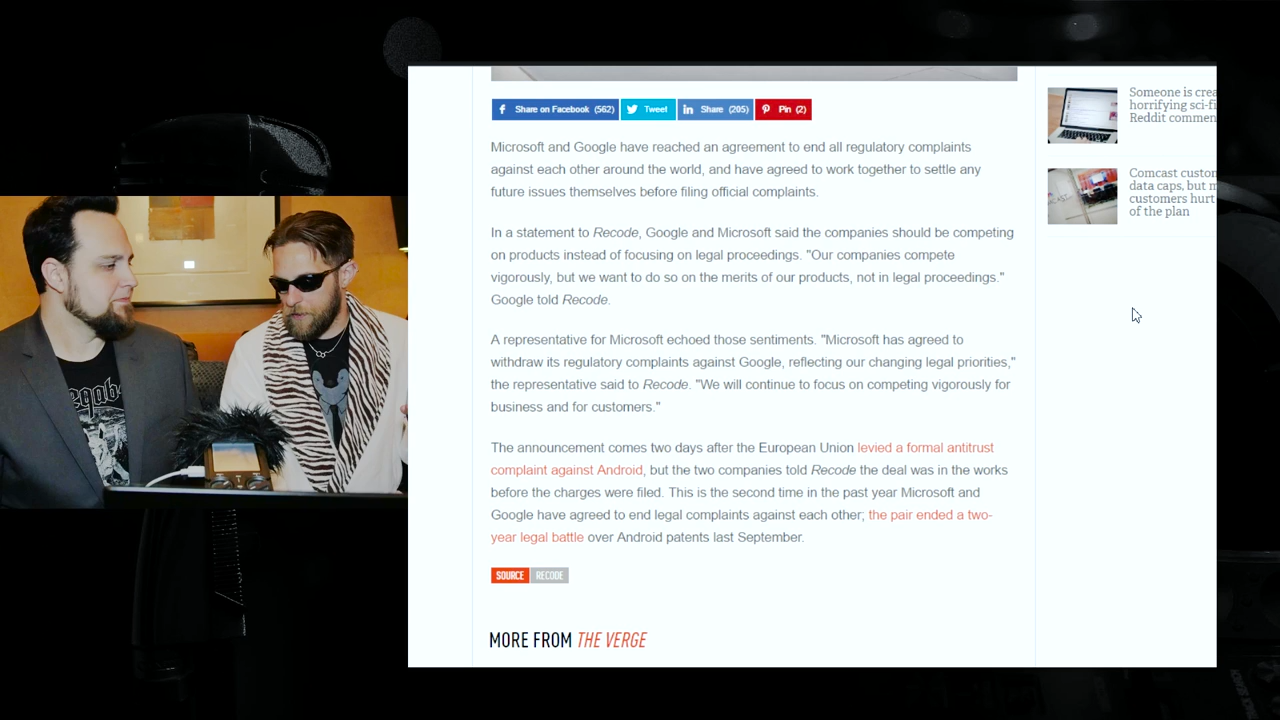 Share on Facebook (562) Tweet Share (205) Pin (2)
Microsoft and Google have reached an agreement to end all regulatory complaints
against each other around the world, and have agreed to work together to settle any
future issues themselves before filing official complaints.
In a statement to Recode, Google and Microsoft said the companies should be competing
on products instead of focusing on legal proceedings. "Our companies compete
vigorously, but we want to do so on the merits of our products, not in legal proceedings."
Google told Recode.
A representative for Microsoft echoed those sentiments. "Microsoft has agreed to
withdraw its regulatory complaints against Google, reflecting our changing legal priorities,"
the representative said to Recode. "We will continue to focus on competing vigorously for
business and for customers."
The announcement comes two days after the European Union levied a formal antitrust
complaint against Android, but the two companies told Recode the deal was in the works
before the charges were filed. This is the second time in the past year Microsoft and
Google have agreed to end legal complaints against each other; the pair ended a two-
year legal battle over Android patents last September.
SOURCE RECODE
MORE FROM THE VERGE
Someone is crea
horrifying sci-fi
Reddit commen
Comcast custon
data caps, but m
customers hurt
of the plan